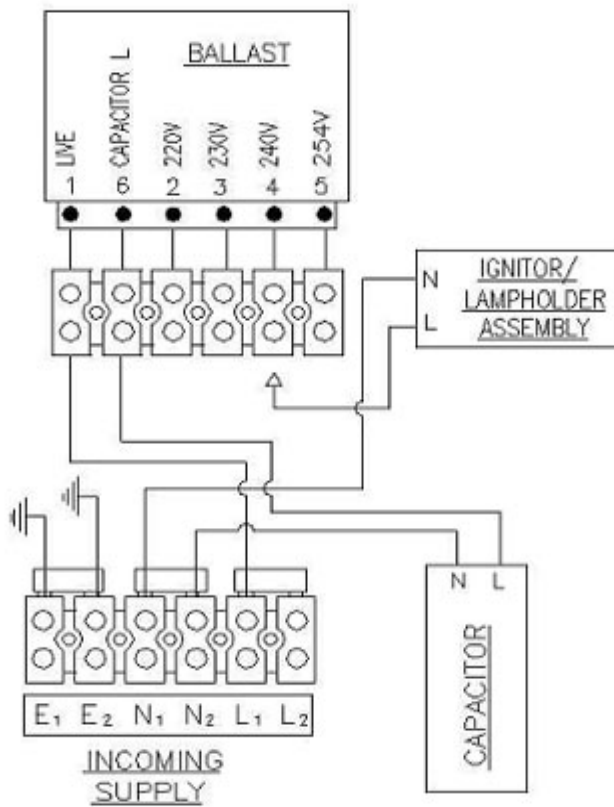 BALLAST
LIVE
CAPACITOR L
220V
230V
240V
254V
1 6 2 3 4 5
N
L
IGNITOR/
LAMPHOLDER
ASSEMBLY
N L
CAPACITOR
E1 E2 N1 N2 L1 L2
INCOMING
SUPPLY